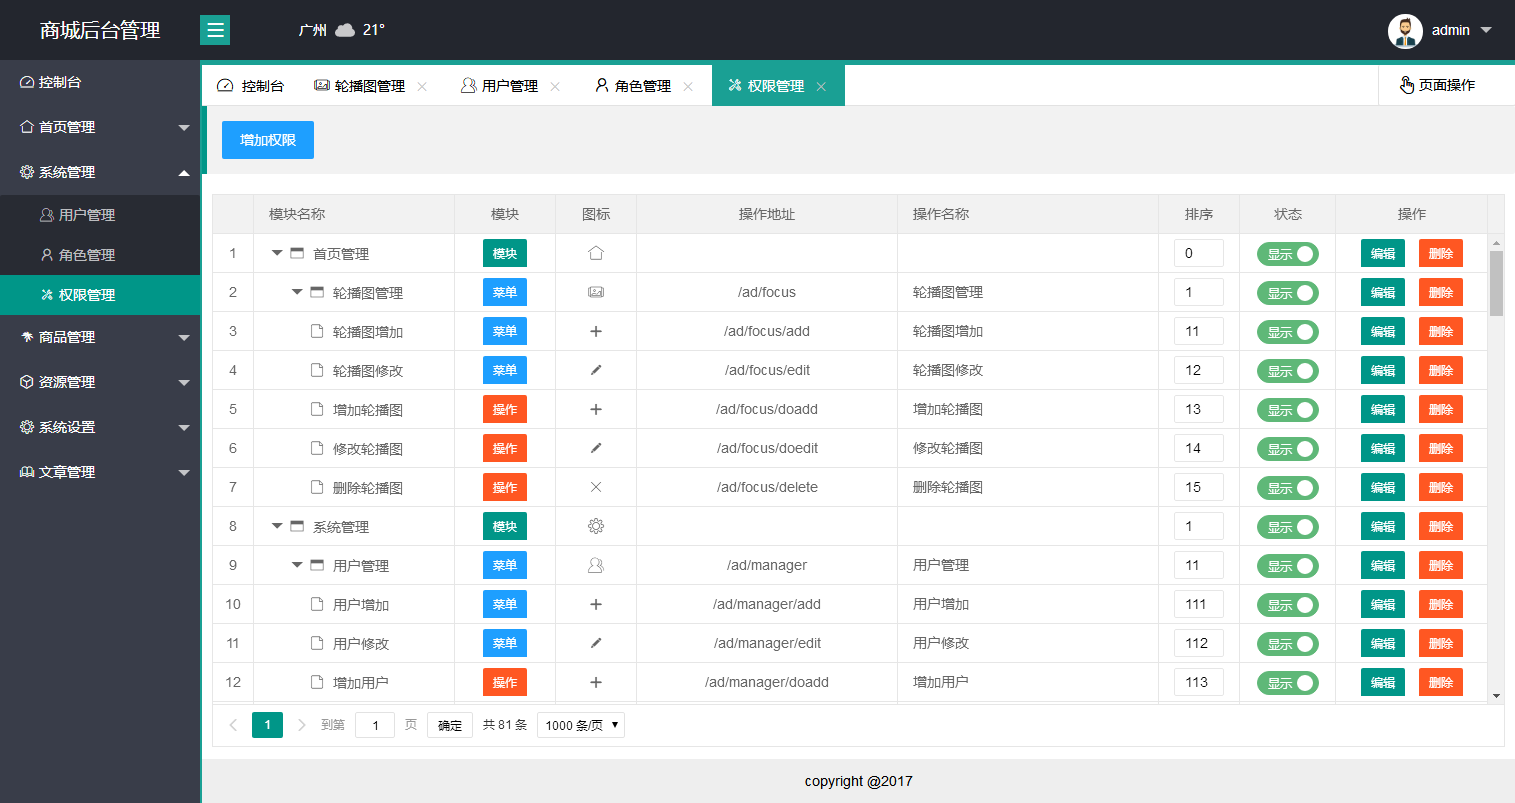 商城后台管理
广州 21°
admin
控制台
首页管理
系统管理
用户管理
角色管理
权限管理
商品管理
资源管理
系统设置
文章管理
控制台 轮播图管理 用户管理 角色管理 权限管理 页面操作
增加权限
模块名称 模块 图标 操作地址 操作名称 排序 状态 操作
1 首页管理 模块 0 显示 编辑 删除
2 轮播图管理 菜单 /ad/focus 轮播图管理 1 显示 编辑 删除
3 轮播图增加 菜单 /ad/focus/add 轮播图增加 11 显示 编辑 删除
4 轮播图修改 菜单 /ad/focus/edit 轮播图修改 12 显示 编辑 删除
5 增加轮播图 操作 /ad/focus/doadd 增加轮播图 13 显示 编辑 删除
6 修改轮播图 操作 /ad/focus/doedit 修改轮播图 14 显示 编辑 删除
7 删除轮播图 操作 /ad/focus/delete 删除轮播图 15 显示 编辑 删除
8 系统管理 模块 1 显示 编辑 删除
9 用户管理 菜单 /ad/manager 用户管理 11 显示 编辑 删除
10 用户增加 菜单 /ad/manager/add 用户增加 111 显示 编辑 删除
11 用户修改 菜单 /ad/manager/edit 用户修改 112 显示 编辑 删除
12 增加用户 操作 /ad/manager/doadd 增加用户 113 显示 编辑 删除
1 到第 1 页 确定 共 81 条 1000 条/页
copyright @2017